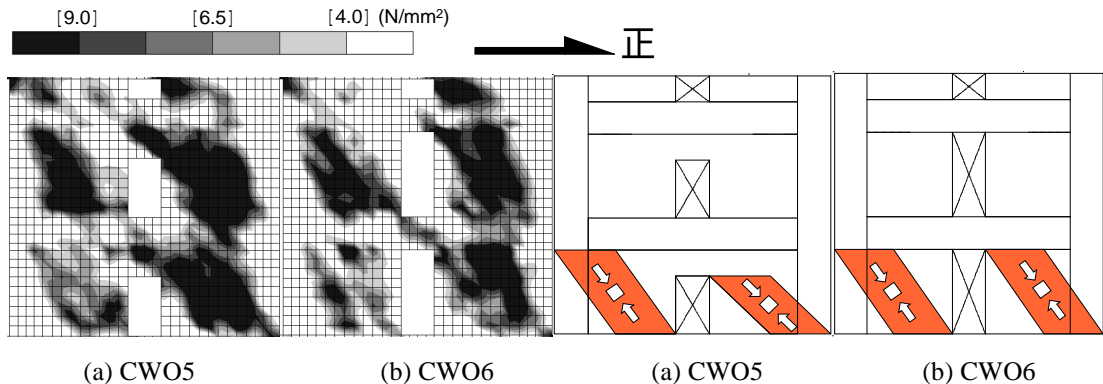 [9.0] [6.5] [4.0] (N/mm²)
正
(a) CWO5 (b) CWO6 (a) CWO5 (b) CWO6